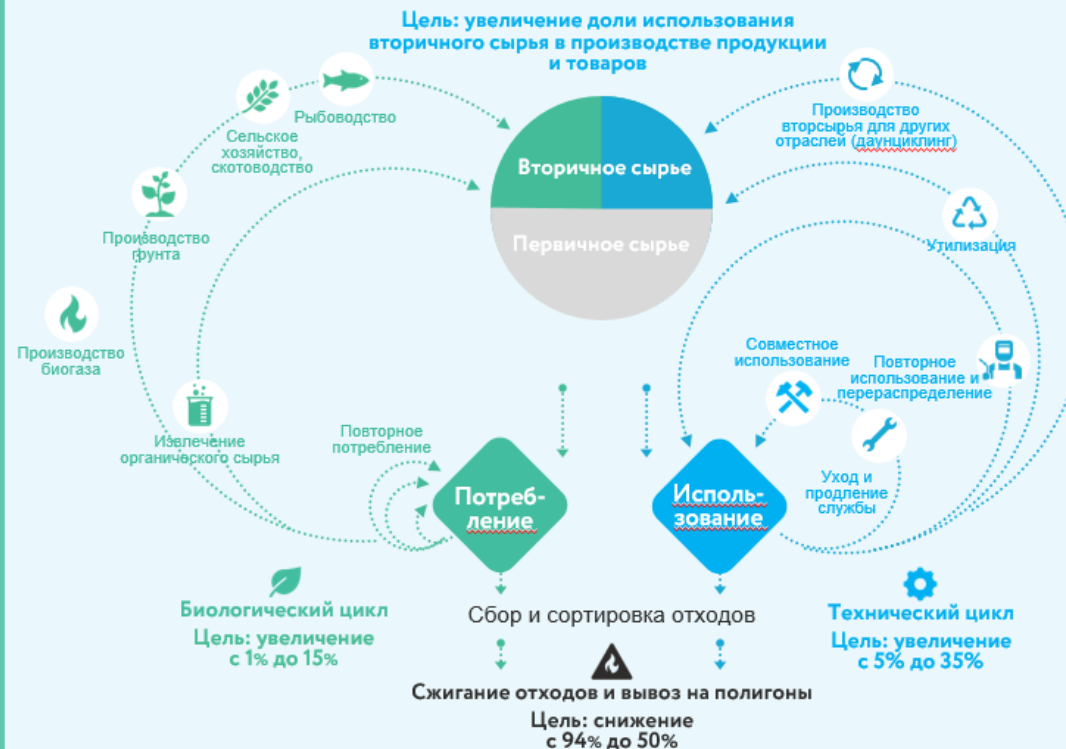 Цель: увеличение доли использования
вторичного сырья в производстве продукции
и товаров
Рыбоводство
Сельское
хозяйство,
скотоводство
Производство
грунта
Производство
биогаза
Извлечение
органического сырья
Повторное
потребление
Вторичное сырье
Первичное сырье
Производство
вторсырья для других
отраслей (даунциклинг)
Утилизация
Совместное
использование
Повторное
использование и
перераспределение
Уход и
продление
службы
Потреб-
ление
Исполь-
зование
Биологический цикл
Цель: увеличение
с 1% до 15%
Сбор и сортировка отходов
Технический цикл
Цель: увеличение
с 5% до 35%
Сжигание отходов и вывоз на полигоны
Цель: снижение
с 94% до 50%